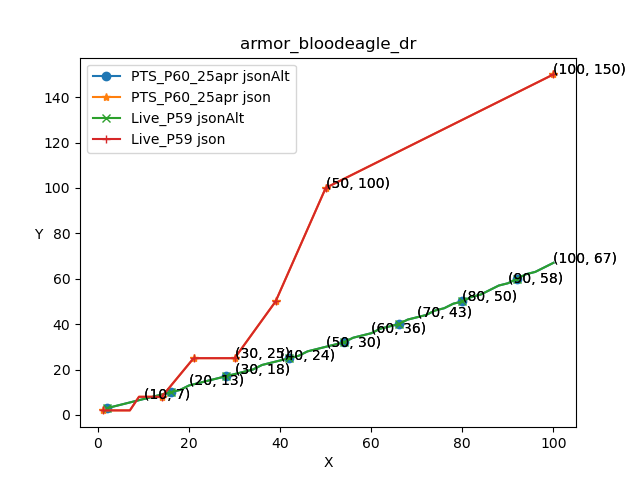 armor_bloodeagle_dr
PTS_P60_25apr jsonAlt
PTS_P60_25apr json
Live_P59 jsonAlt
Live_P59 json
(100, 150)
(50, 100)
(100, 67)
(90, 58)
(80, 50)
(70, 43)
(60, 36)
(50, 30)
(40, 24)
(30, 25)
(30, 18)
(20, 13)
(10, 7)
Y
140
120
100
80
60
40
20
0
0 20 40 60 80 100
X